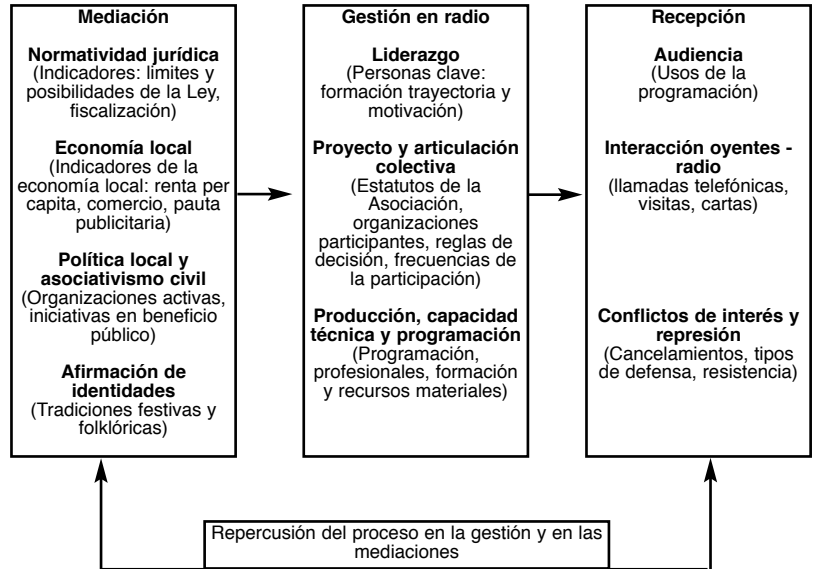 Mediación
Normatividad jurídica
(Indicadores: límites y
posibilidades de la Ley,
fiscalización)
Economía local
(Indicadores de la
economía local: renta per
capita, comercio, pauta
publicitaria)
Política local y
asociativismo civil
(Organizaciones activas,
iniciativas en beneficio
público)
Afirmación de
identidades
(Tradiciones festivas y
folklóricas)
Gestión en radio
Liderazgo
(Personas clave:
formación trayectoria y
motivación)
Proyecto y articulación
colectiva
(Estatutos de la
Asociación,
organizaciones
participantes, reglas de
decisión, frecuencias de
la participación)
Producción, capacidad
técnica y programación
(Programación,
profesionales, formación
y recursos materiales)
Recepción
Audiencia
(Usos de la
programación)
Interacción oyentes -
radio
(llamadas telefónicas,
visitas, cartas)
Conflictos de interés y
represión
(Cancelamientos, tipos
de defensa, resistencia)
Repercusión del proceso en la gestión y en las
mediaciones